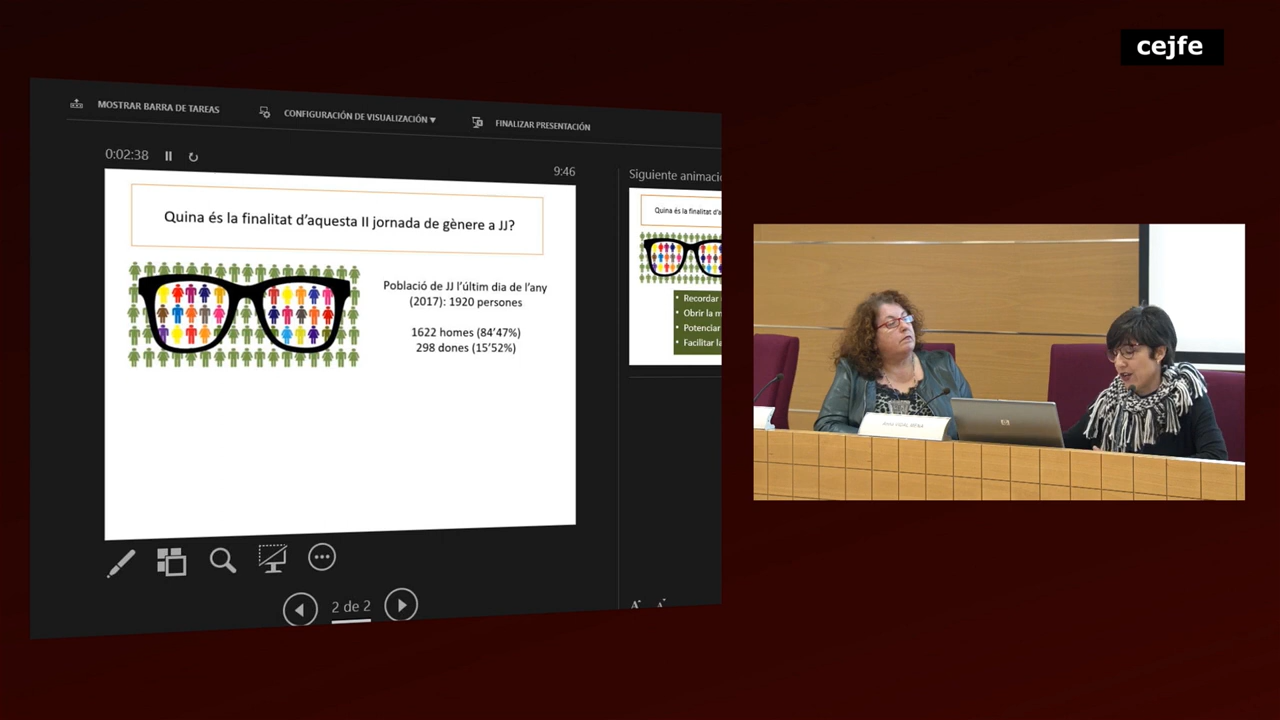 cejfe
MOSTRAR BARRA DE TAREAS
CONFIGURACIÓN DE VISUALIZACIÓN ▼
FINALIZAR PRESENTACIÓN
0:02:38
9:46
Quina és la finalitat d'aquesta II jornada de gènere a JJ?
Població de JJ l'últim dia de l'any
(2017): 1920 persones
1622 homes (84'47%)
298 dones (15'52%)
2 de 2
Siguiente animació
Quina és la finalitat d'a
• Recordar
• Obrir la m
• Potenciar
• Facilitar la